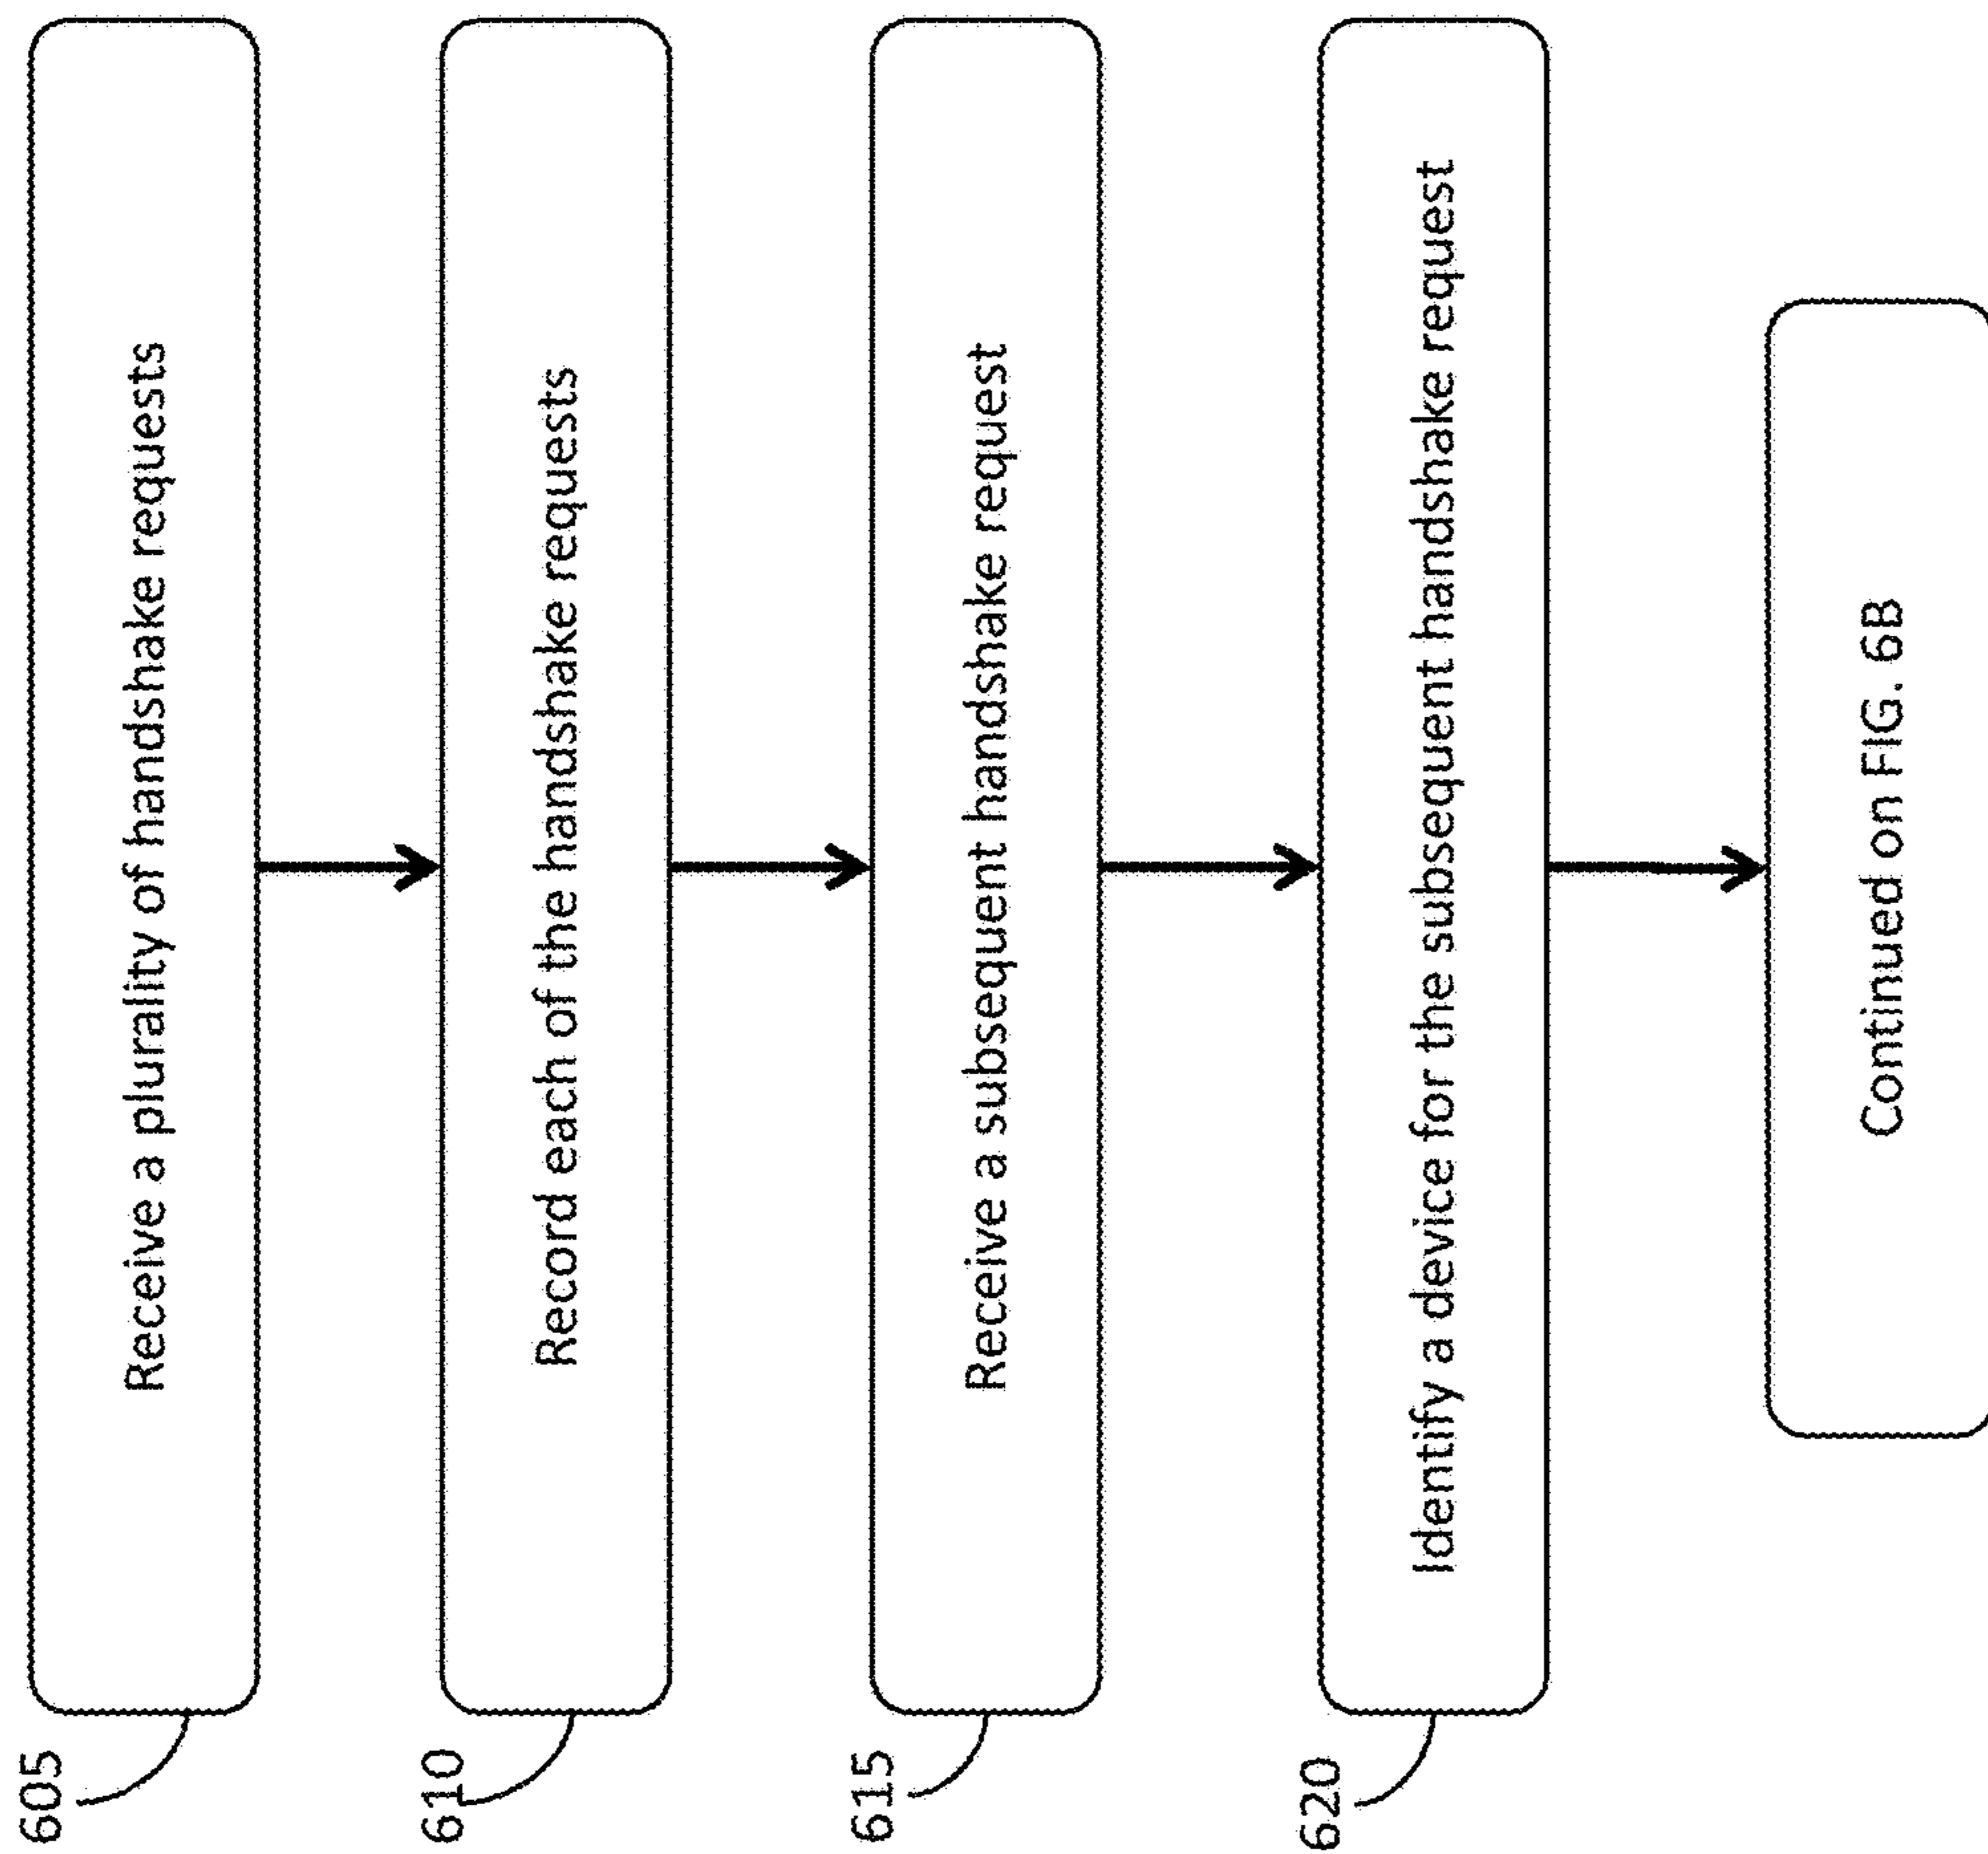 605
Receive a plurality of handshake requests
610
Record each of the handshake requests
615
Receive a subsequent handshake request
620
Identify a device for the subsequent handshake request
Continued on FIG. 6B